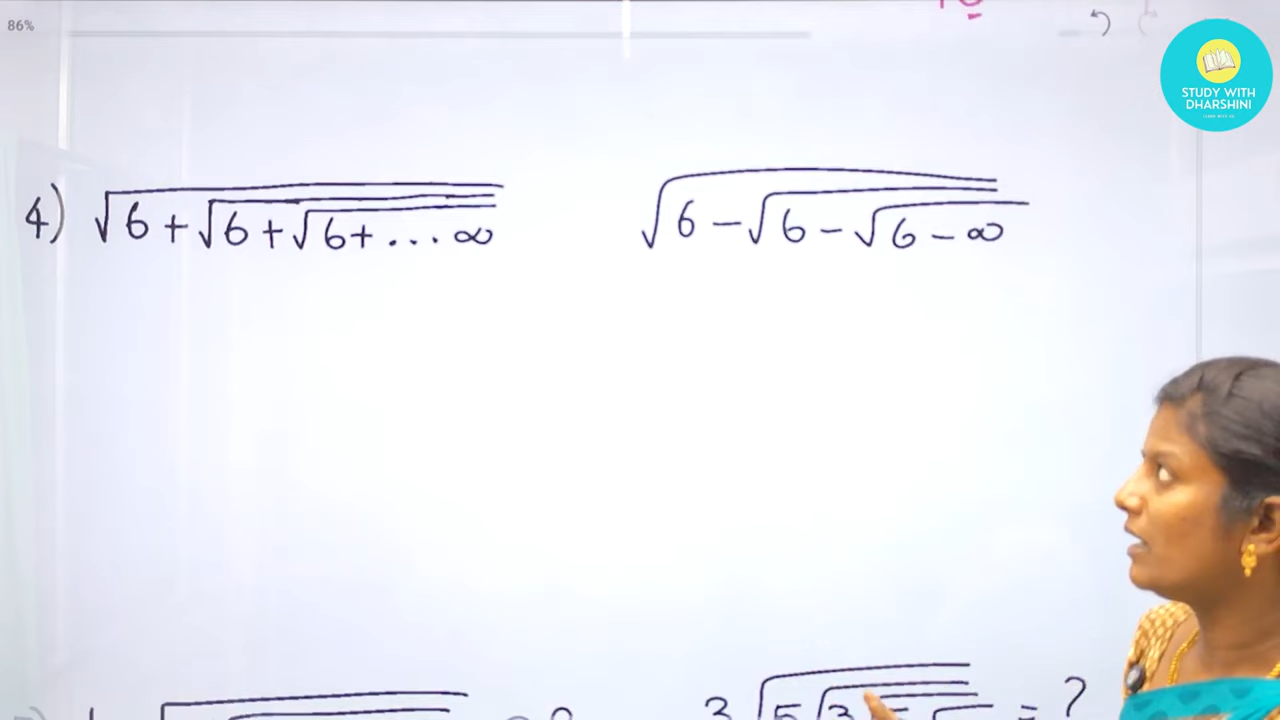 86%
STUDY WITH
DHARSHINI
4) √6 + √6 + √6 + ... ∞
√6 - √6 - √6 - ∞
3 √5 √3 = ?